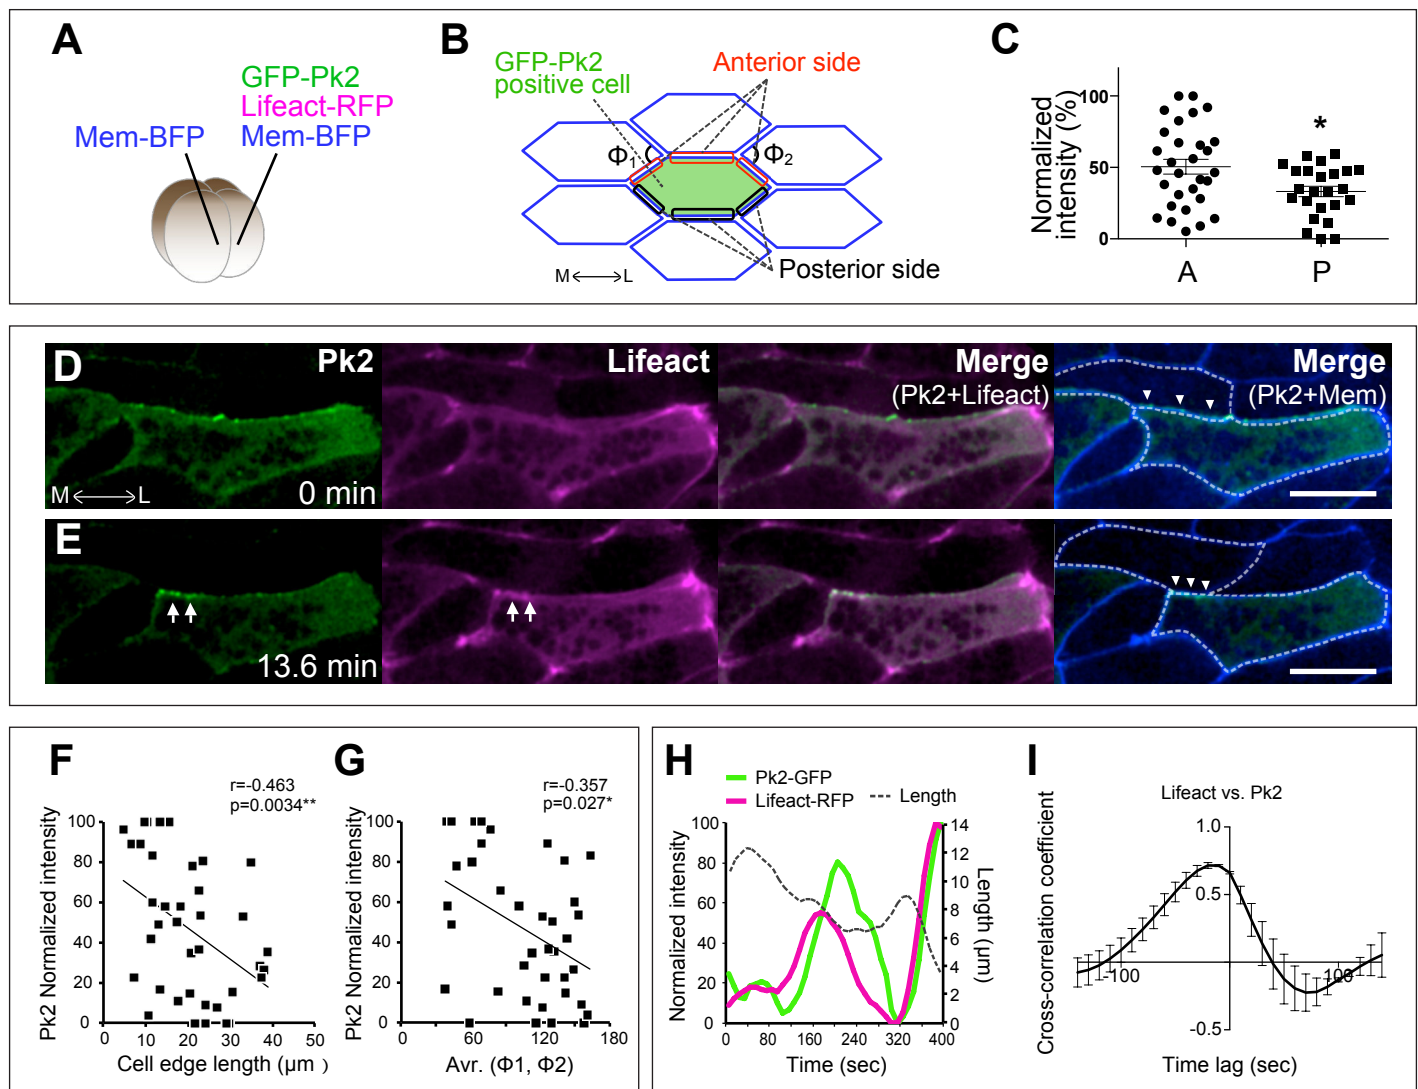 A
GFP-Pk2
Lifeact-RFP
Mem-BFP
Mem-BFP
B
GFP-Pk2
positive cell
Anterior side
Φ1
Φ2
Posterior side
M
L
C
Normalized
intensity (%)
100
50
0
*
A
P
D
Pk2
Lifeact
Merge
(Pk2+Lifeact)
Merge
(Pk2+Mem)
M
L
0 min
E
13.6 min
F
r=-0.463
p=0.0034**
Pk2 Normalized intensity
100
80
60
40
20
0
0
10
20
30
40
50
Cell edge length (μm )
G
r=-0.357
p=0.027*
Pk2 Normalized intensity
100
80
60
40
20
0
0
60
120
180
Avr. (Φ1, Φ2)
H
Pk2-GFP
Lifeact-RFP
Length
Normalized intensity
100
80
60
40
20
0
14
12
10
8
6
4
2
0
Length (μm)
0
80
160
240
320
400
Time (sec)
I
Lifeact vs. Pk2
Cross-correlation coefficient
1.0
0.5
-0.5
-100
100
Time lag (sec)